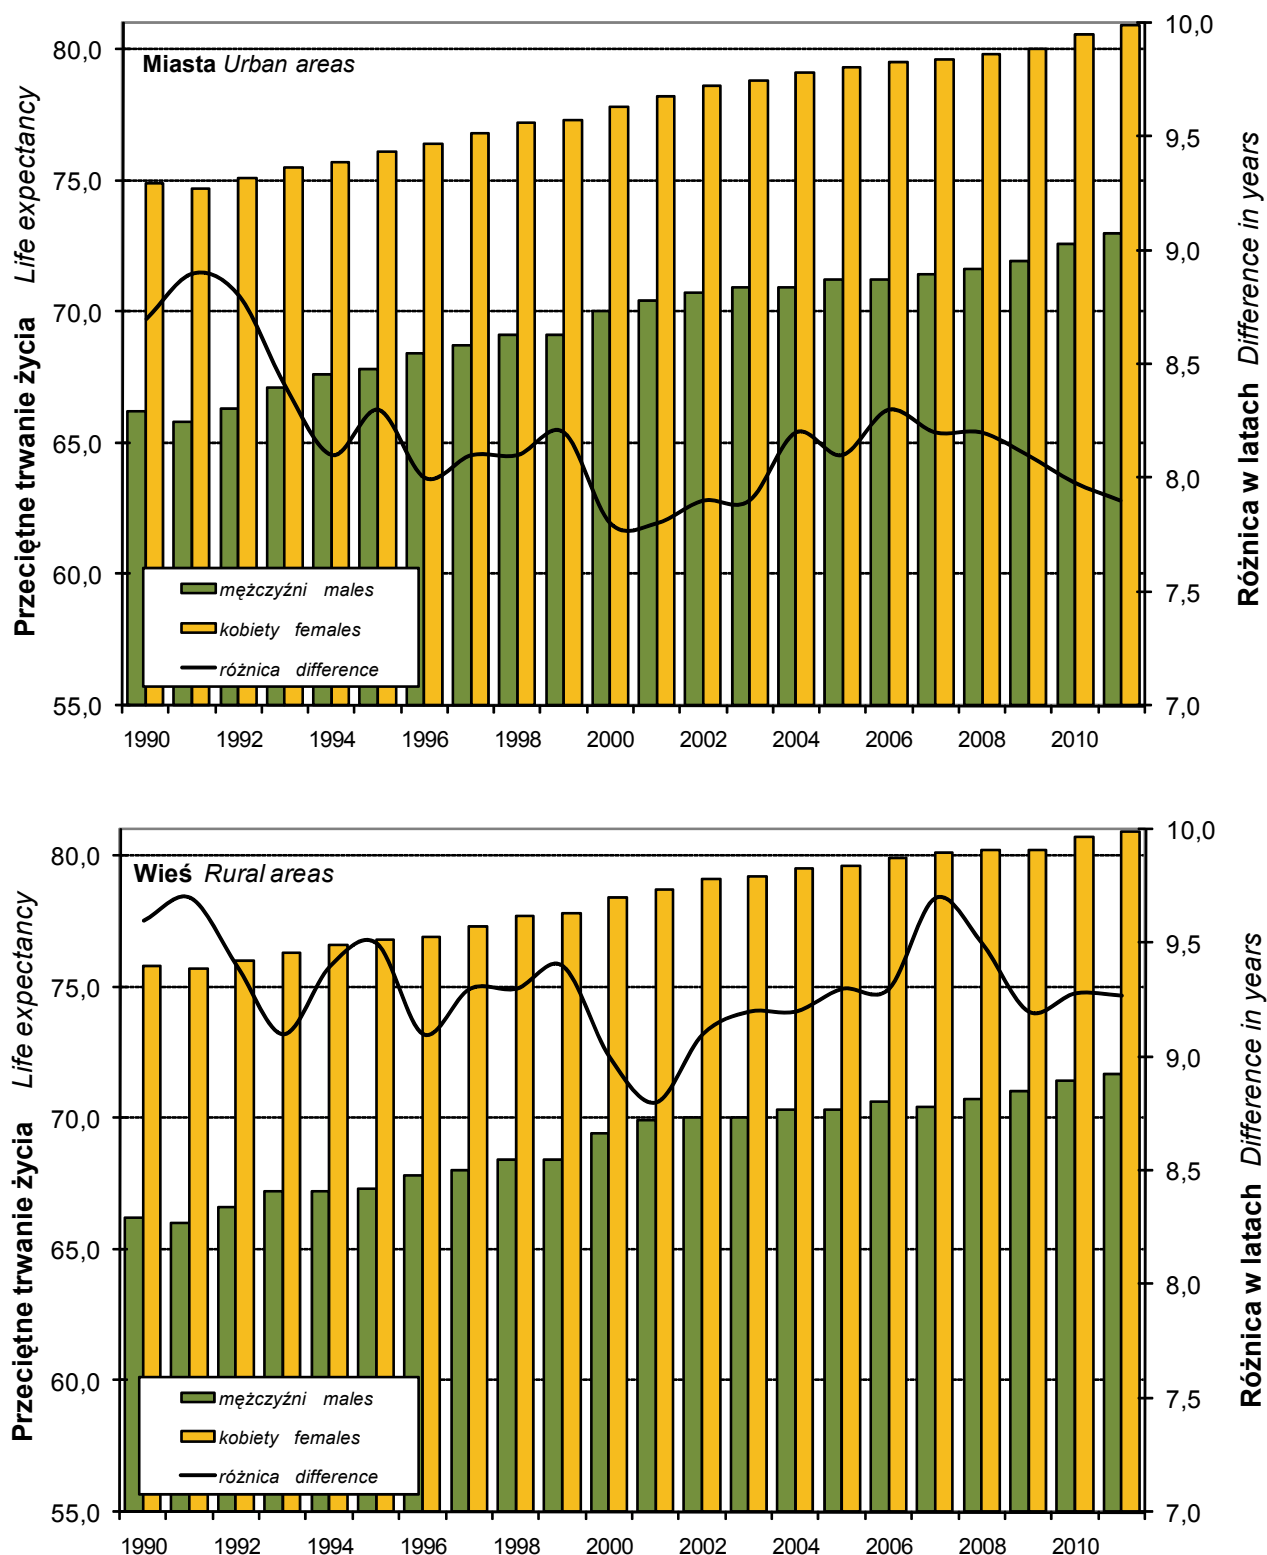 Miasta Urban areas
Przeciętne trwanie życia Life expectancy
80,0
75,0
70,0
65,0
60,0
55,0
10,0
9,5
9,0
8,5
8,0
7,5
7,0
Różnica w latach Difference in years
mężczyźni males
kobiety females
różnica difference
1990 1992 1994 1996 1998 2000 2002 2004 2006 2008 2010
Wieś Rural areas
Przeciętne trwanie życia Life expectancy
80,0
75,0
70,0
65,0
60,0
55,0
10,0
9,5
9,0
8,5
8,0
7,5
7,0
Różnica w latach Difference in years
mężczyźni males
kobiety females
różnica difference
1990 1992 1994 1996 1998 2000 2002 2004 2006 2008 2010